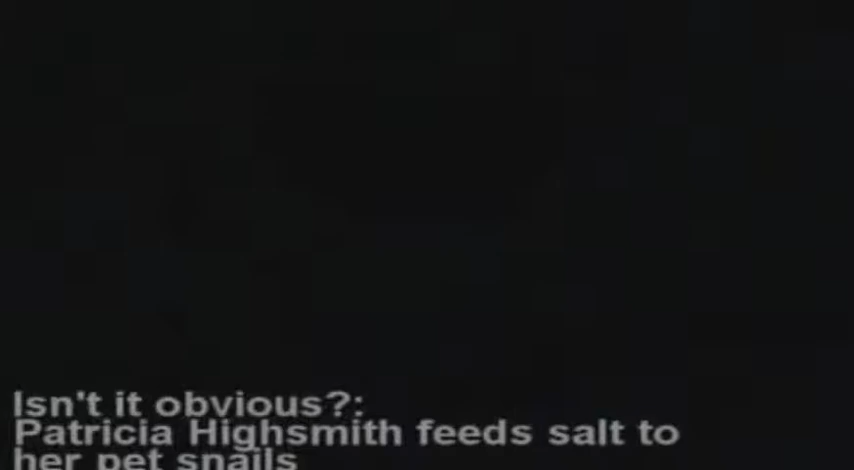 Isn't it obvious?:
Patricia Highsmith feeds salt to
her pet snails